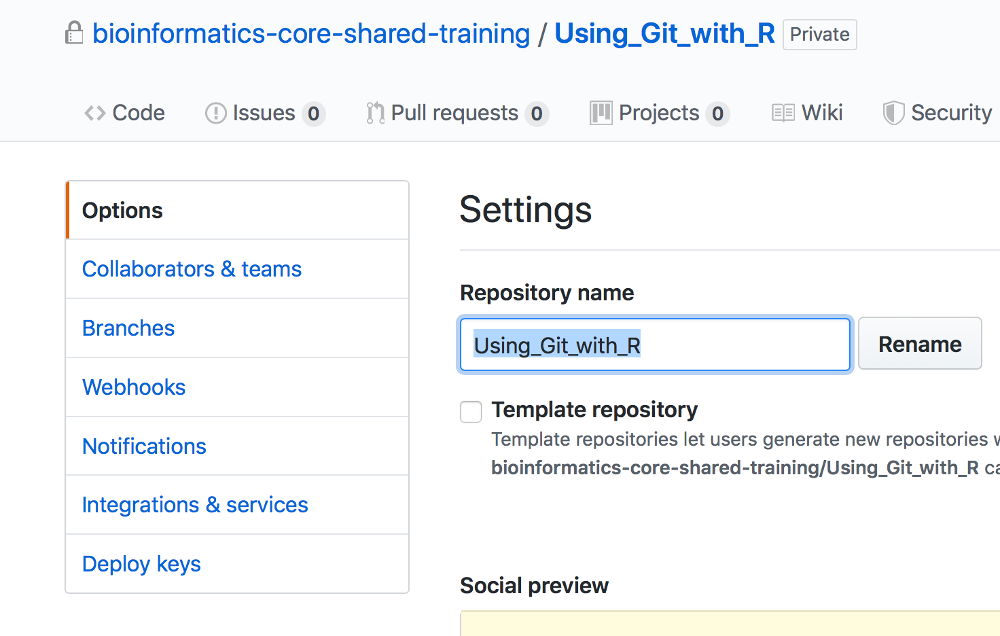 bioinformatics-core-shared-training / Using_Git_with_R Private
Code Issues 0 Pull requests 0 Projects 0 Wiki Security
Options
Collaborators & teams
Branches
Webhooks
Notifications
Integrations & services
Deploy keys
Settings
Repository name
Using_Git_with_R Rename
Template repository
Template repositories let users generate new repositories
bioinformatics-core-shared-training/Using_Git_with_R
Social preview